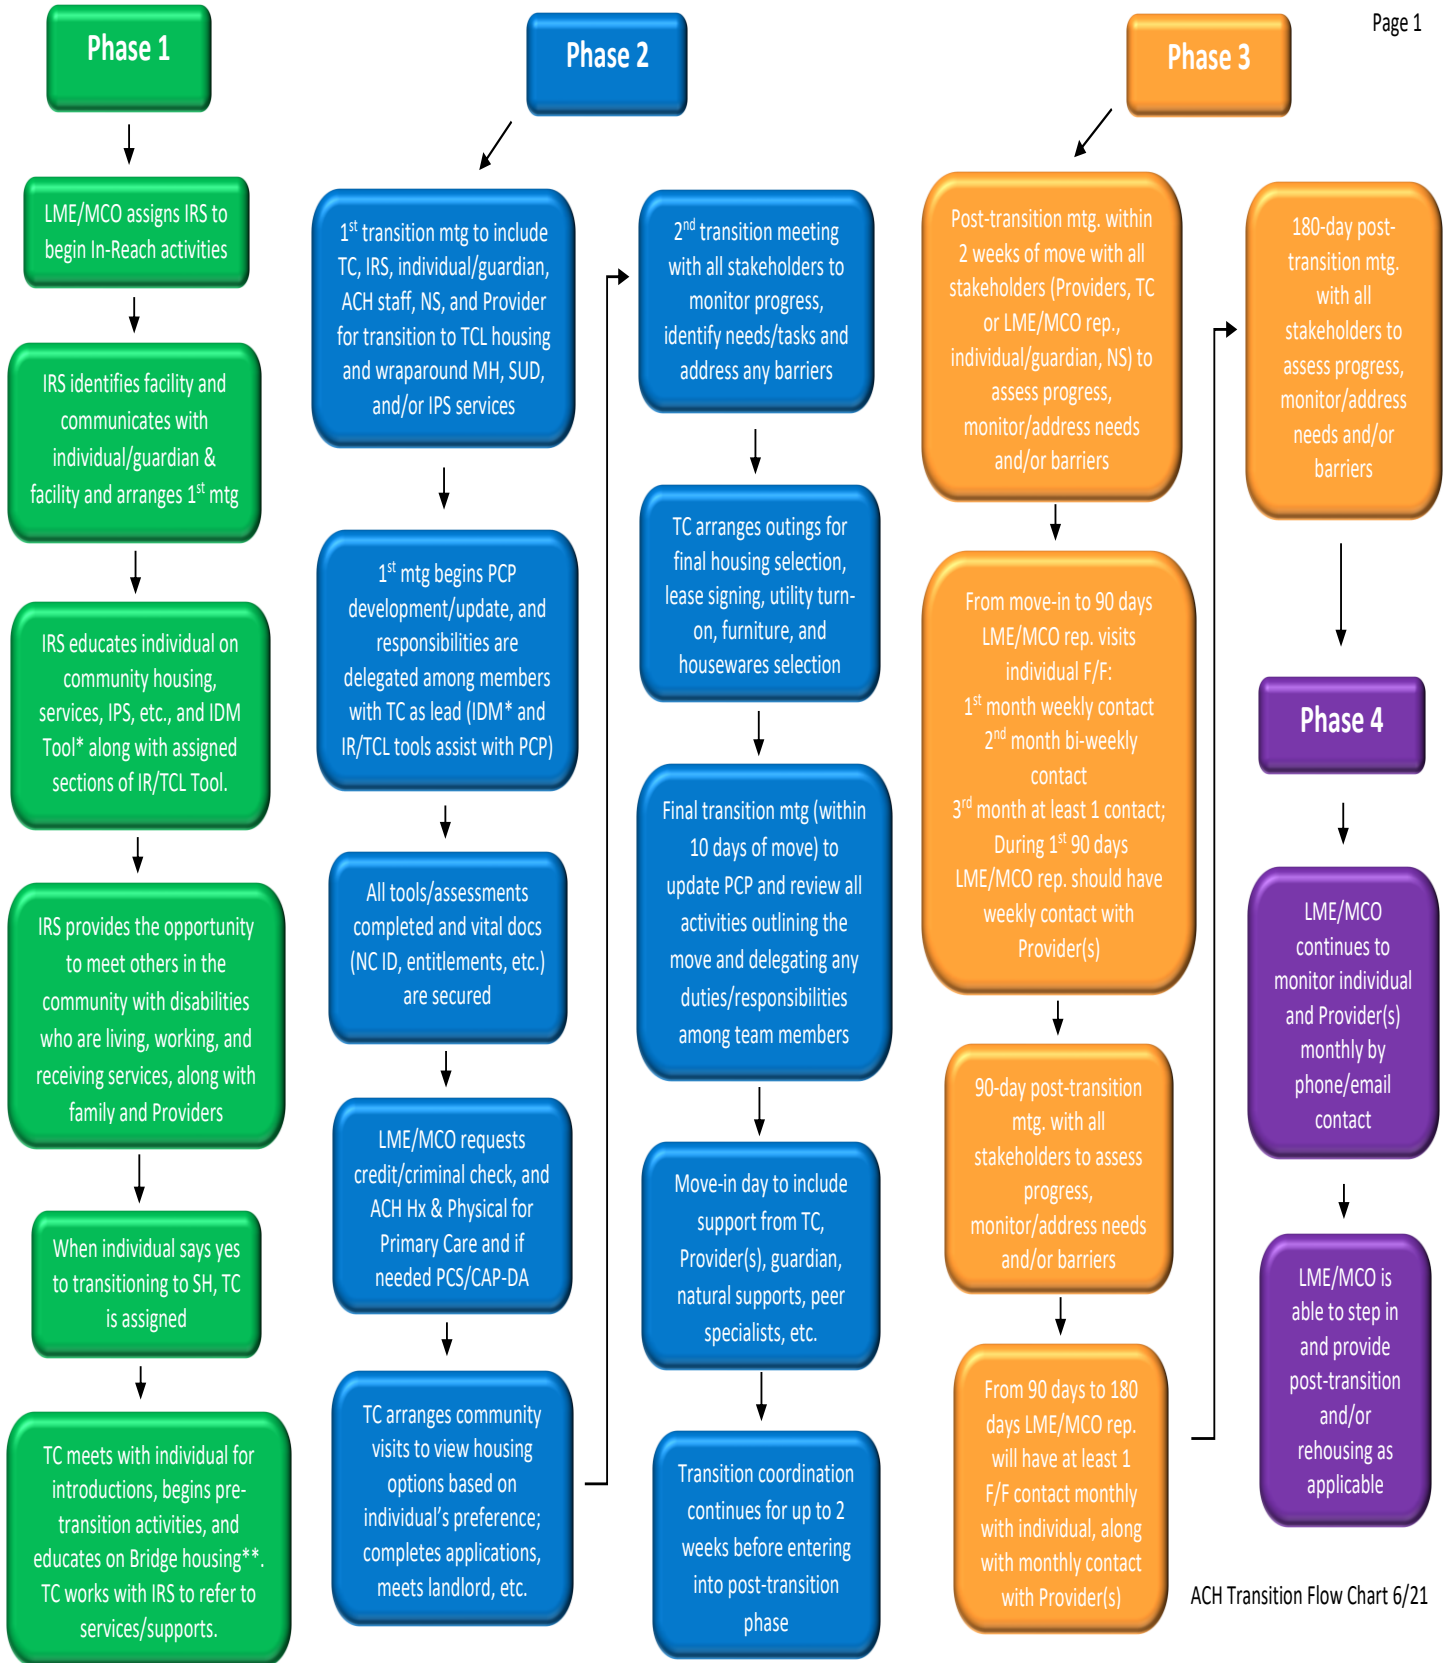 Page 1
Phase 1
LME/MCO assigns IRS to
begin In-Reach activities
IRS identifies facility and
communicates with
individual/guardian &
facility and arranges 1st mtg
IRS educates individual on
community housing,
services, IPS, etc., and IDM
Tool* along with assigned
sections of IR/TCL Tool.
IRS provides the opportunity
to meet others in the
community with disabilities
who are living, working, and
receiving services, along with
family and Providers
When individual says yes
to transitioning to SH, TC
is assigned
TC meets with individual for
introductions, begins pre-
transition activities, and
educates on Bridge housing**.
TC works with IRS to refer to
services/supports.
Phase 2
1st transition mtg to include
TC, IRS, individual/guardian,
ACH staff, NS, and Provider
for transition to TCL housing
and wraparound MH, SUD,
and/or IPS services
1st mtg begins PCP
development/update, and
responsibilities are
delegated among members
with TC as lead (IDM* and
IR/TCL tools assist with PCP)
All tools/assessments
completed and vital docs
(NC ID, entitlements, etc.)
are secured
LME/MCO requests
credit/criminal check, and
ACH Hx & Physical for
Primary Care and if
needed PCS/CAP-DA
TC arranges community
visits to view housing
options based on
individual’s preference;
completes applications,
meets landlord, etc.
2nd transition meeting
with all stakeholders to
monitor progress,
identify needs/tasks and
address any barriers
TC arranges outings for
final housing selection,
lease signing, utility turn-
on, furniture, and
housewares selection
Final transition mtg (within
10 days of move) to
update PCP and review all
activities outlining the
move and delegating any
duties/responsibilities
among team members
Move-in day to include
support from TC,
Provider(s), guardian,
natural supports, peer
specialists, etc.
Transition coordination
continues for up to 2
weeks before entering
into post-transition
phase
Phase 3
Post-transition mtg. within
2 weeks of move with all
stakeholders (Providers, TC
or LME/MCO rep.,
individual/guardian, NS) to
assess progress,
monitor/address needs
and/or barriers
From move-in to 90 days
LME/MCO rep. visits
individual F/F:
1st month weekly contact
2nd month bi-weekly
contact
3rd month at least 1 contact;
During 1st 90 days
LME/MCO rep. should have
weekly contact with
Provider(s)
90-day post-transition
mtg. with all
stakeholders to assess
progress,
monitor/address needs
and/or barriers
From 90 days to 180
days LME/MCO rep.
will have at least 1
F/F contact monthly
with individual, along
with monthly contact
with Provider(s)
180-day post-
transition mtg.
with all
stakeholders to
assess progress,
monitor/address
needs and/or
barriers
Phase 4
LME/MCO
continues to
monitor individual
and Provider(s)
monthly by
phone/email
contact
LME/MCO is
able to step in
and provide
post-transition
and/or
rehousing as
applicable
ACH Transition Flow Chart 6/21